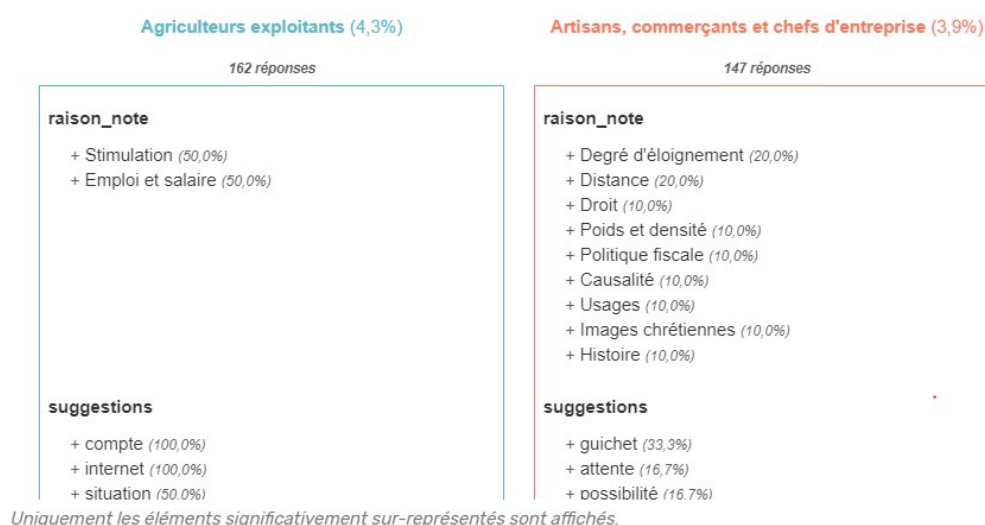 Agriculteurs exploitants (4,3%)
162 réponses
raison_note
+ Stimulation (50,0%)
+ Emploi et salaire (50,0%)
suggestions
+ compte (100,0%)
+ internet (100,0%)
+ situation (50,0%)
Artisans, commerçants et chefs d'entreprise (3,9%)
147 réponses
raison_note
+ Degré d'éloignement (20,0%)
+ Distance (20,0%)
+ Droit (10,0%)
+ Poids et densité (10,0%)
+ Politique fiscale (10,0%)
+ Causalité (10,0%)
+ Usages (10,0%)
+ Images chrétiennes (10,0%)
+ Histoire (10,0%)
suggestions
+ guichet (33,3%)
+ attente (16,7%)
+ possibilité (16,7%)
Uniquement les éléments significativement sur-représentés sont affichés.